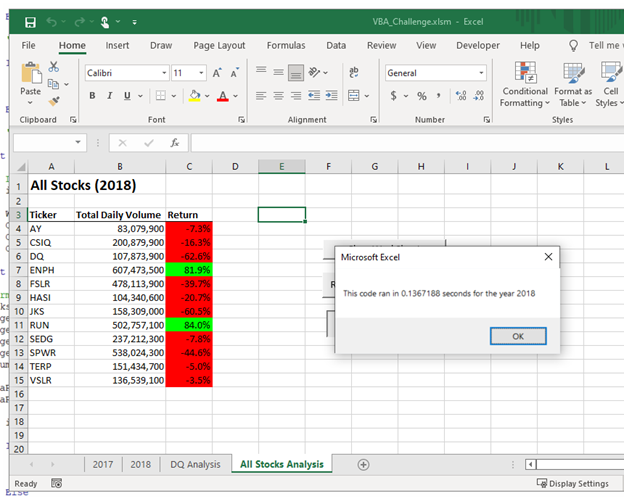 VBA_Challenge.xlsm - Excel
File Home Insert Draw Page Layout Formulas Data Review View Developer Help Tell me
Calibri 11 A A ab General
Paste B I U A $ % , Conditional Format as Cell
Formatting Table Styles
Clipboard Font Alignment Number Styles
fx
A B C D E F G H I J K L
1 All Stocks (2018)
2
3 Ticker Total Daily Volume Return
4 AY 83,079,900 -7.3%
5 CSIQ 200,879,900 -16.3%
6 DQ 107,873,900 -62.6%
7 ENPH 607,473,500 81.9%
8 FSLR 478,113,900 -39.7%
9 HASI 104,340,600 -20.7%
10 JKS 158,309,000 -60.5%
11 RUN 502,757,100 84.0%
12 SEDG 237,212,300 -7.8%
13 SPWR 538,024,300 -44.6%
14 TERP 151,434,700 -5.0%
15 VSLR 136,539,100 -3.5%
16
17
18
19
20
Microsoft Excel
This code ran in 0.1367188 seconds for the year 2018
OK
2017 2018 DQ Analysis All Stocks Analysis
Ready Display Settings
Else